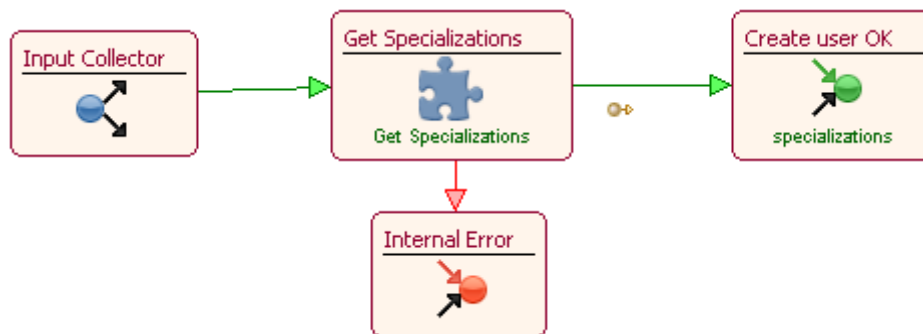 Input Collector
Get Specializations
Get Specializations
Create user OK
specializations
Internal Error